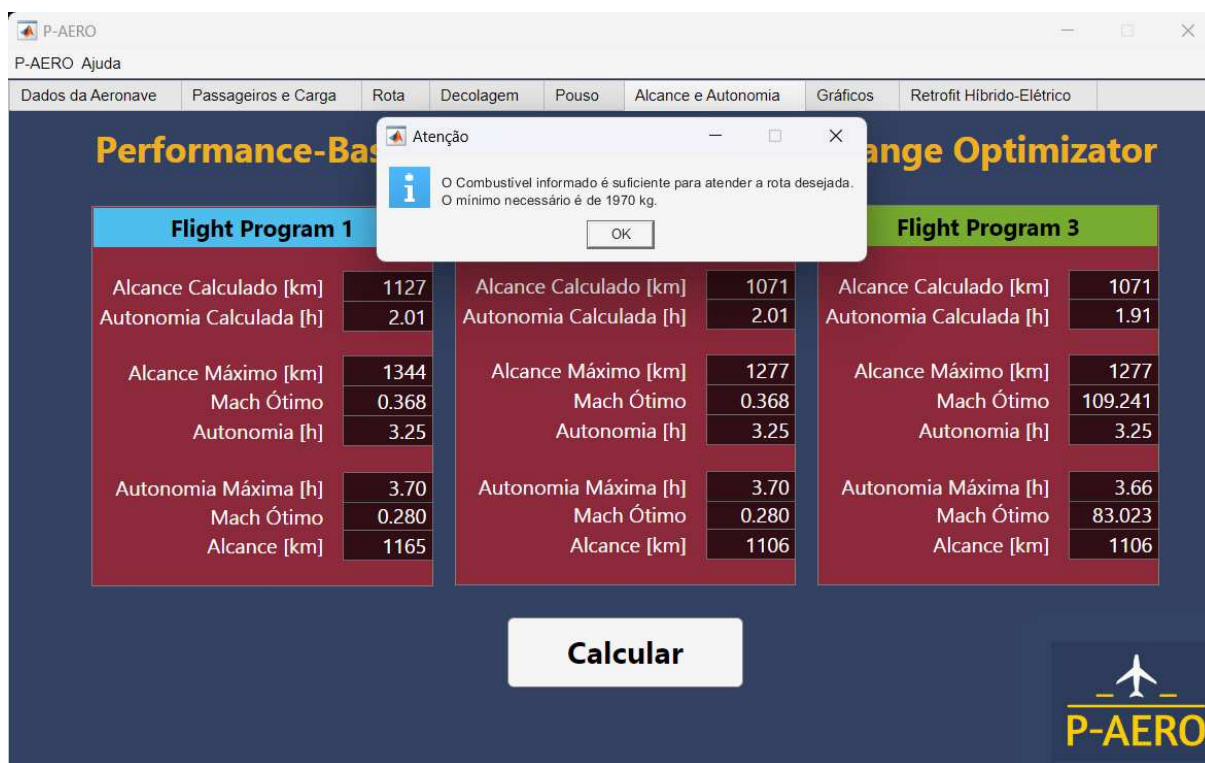 P-AERO
P-AERO Ajuda
Dados da Aeronave Passageiros e Carga Rota Decolagem Pouso Alcance e Autonomia Gráficos Retrofit Híbrido-Elétrico
Performance-Ba
ange Optimizator
Atenção
O Combustivel informado é suficiente para atender a rota desejada.
O mínimo necessário é de 1970 kg.
OK
Flight Program 1
Alcance Calculado [km] 1127
Autonomia Calculada [h] 2.01
Alcance Máximo [km] 1344
Mach Ótimo 0.368
Autonomia [h] 3.25
Autonomia Máxima [h] 3.70
Mach Ótimo 0.280
Alcance [km] 1165
Alcance Calculado [km] 1071
Autonomia Calculada [h] 2.01
Alcance Máximo [km] 1277
Mach Ótimo 0.368
Autonomia [h] 3.25
Autonomia Máxima [h] 3.70
Mach Ótimo 0.280
Alcance [km] 1106
Flight Program 3
Alcance Calculado [km] 1071
Autonomia Calculada [h] 1.91
Alcance Máximo [km] 1277
Mach Ótimo 109.241
Autonomia [h] 3.25
Autonomia Máxima [h] 3.66
Mach Ótimo 83.023
Alcance [km] 1106
Calcular
P-AERO